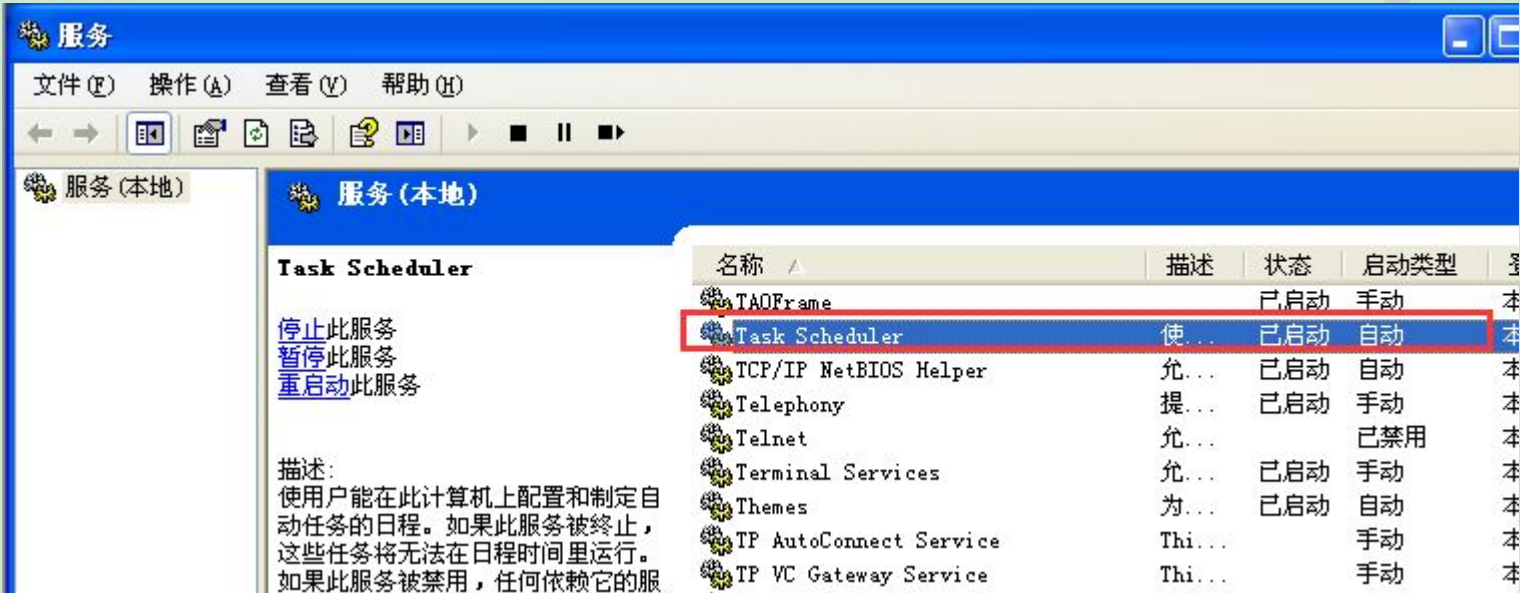 服务
文件(F) 操作(A) 查看(V) 帮助(H)
服务(本地)
服务(本地)
Task Scheduler
停止此服务
暂停此服务
重启动此服务
描述:
使用户能在此计算机上配置和制定自
动任务的日程。如果此服务被终止，
这些任务将无法在日程时间里运行。
如果此服务被禁用，任何依赖它的服
名称 描述 状态 启动类型
TAOFrame 已启动 手动 本
Task Scheduler 使... 已启动 自动 本
TCP/IP NetBIOS Helper 允... 已启动 自动 本
Telephony 提... 已启动 手动 本
Telnet 允... 已禁用 本
Terminal Services 允... 已启动 手动 本
Themes 为... 已启动 自动 本
TP AutoConnect Service Thi... 手动 本
TP VC Gateway Service Thi... 手动 本